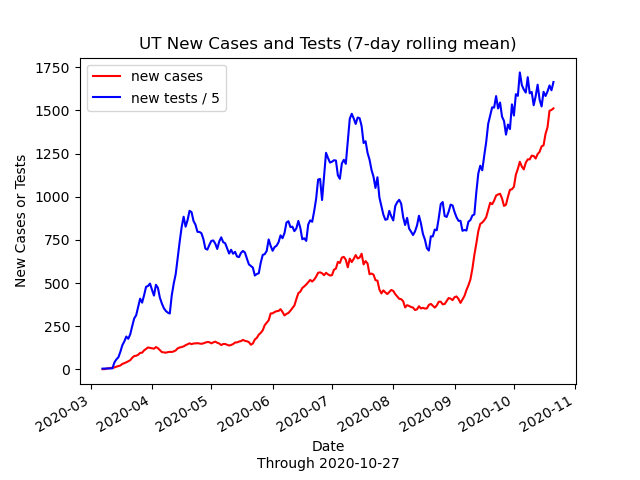 UT New Cases and Tests (7-day rolling mean)
new cases
new tests / 5
New Cases or Tests
1750
1500
1250
1000
750
500
250
0
2020-03
2020-04
2020-05
2020-06
2020-07
2020-08
2020-09
2020-10
2020-11
Date
Through 2020-10-27